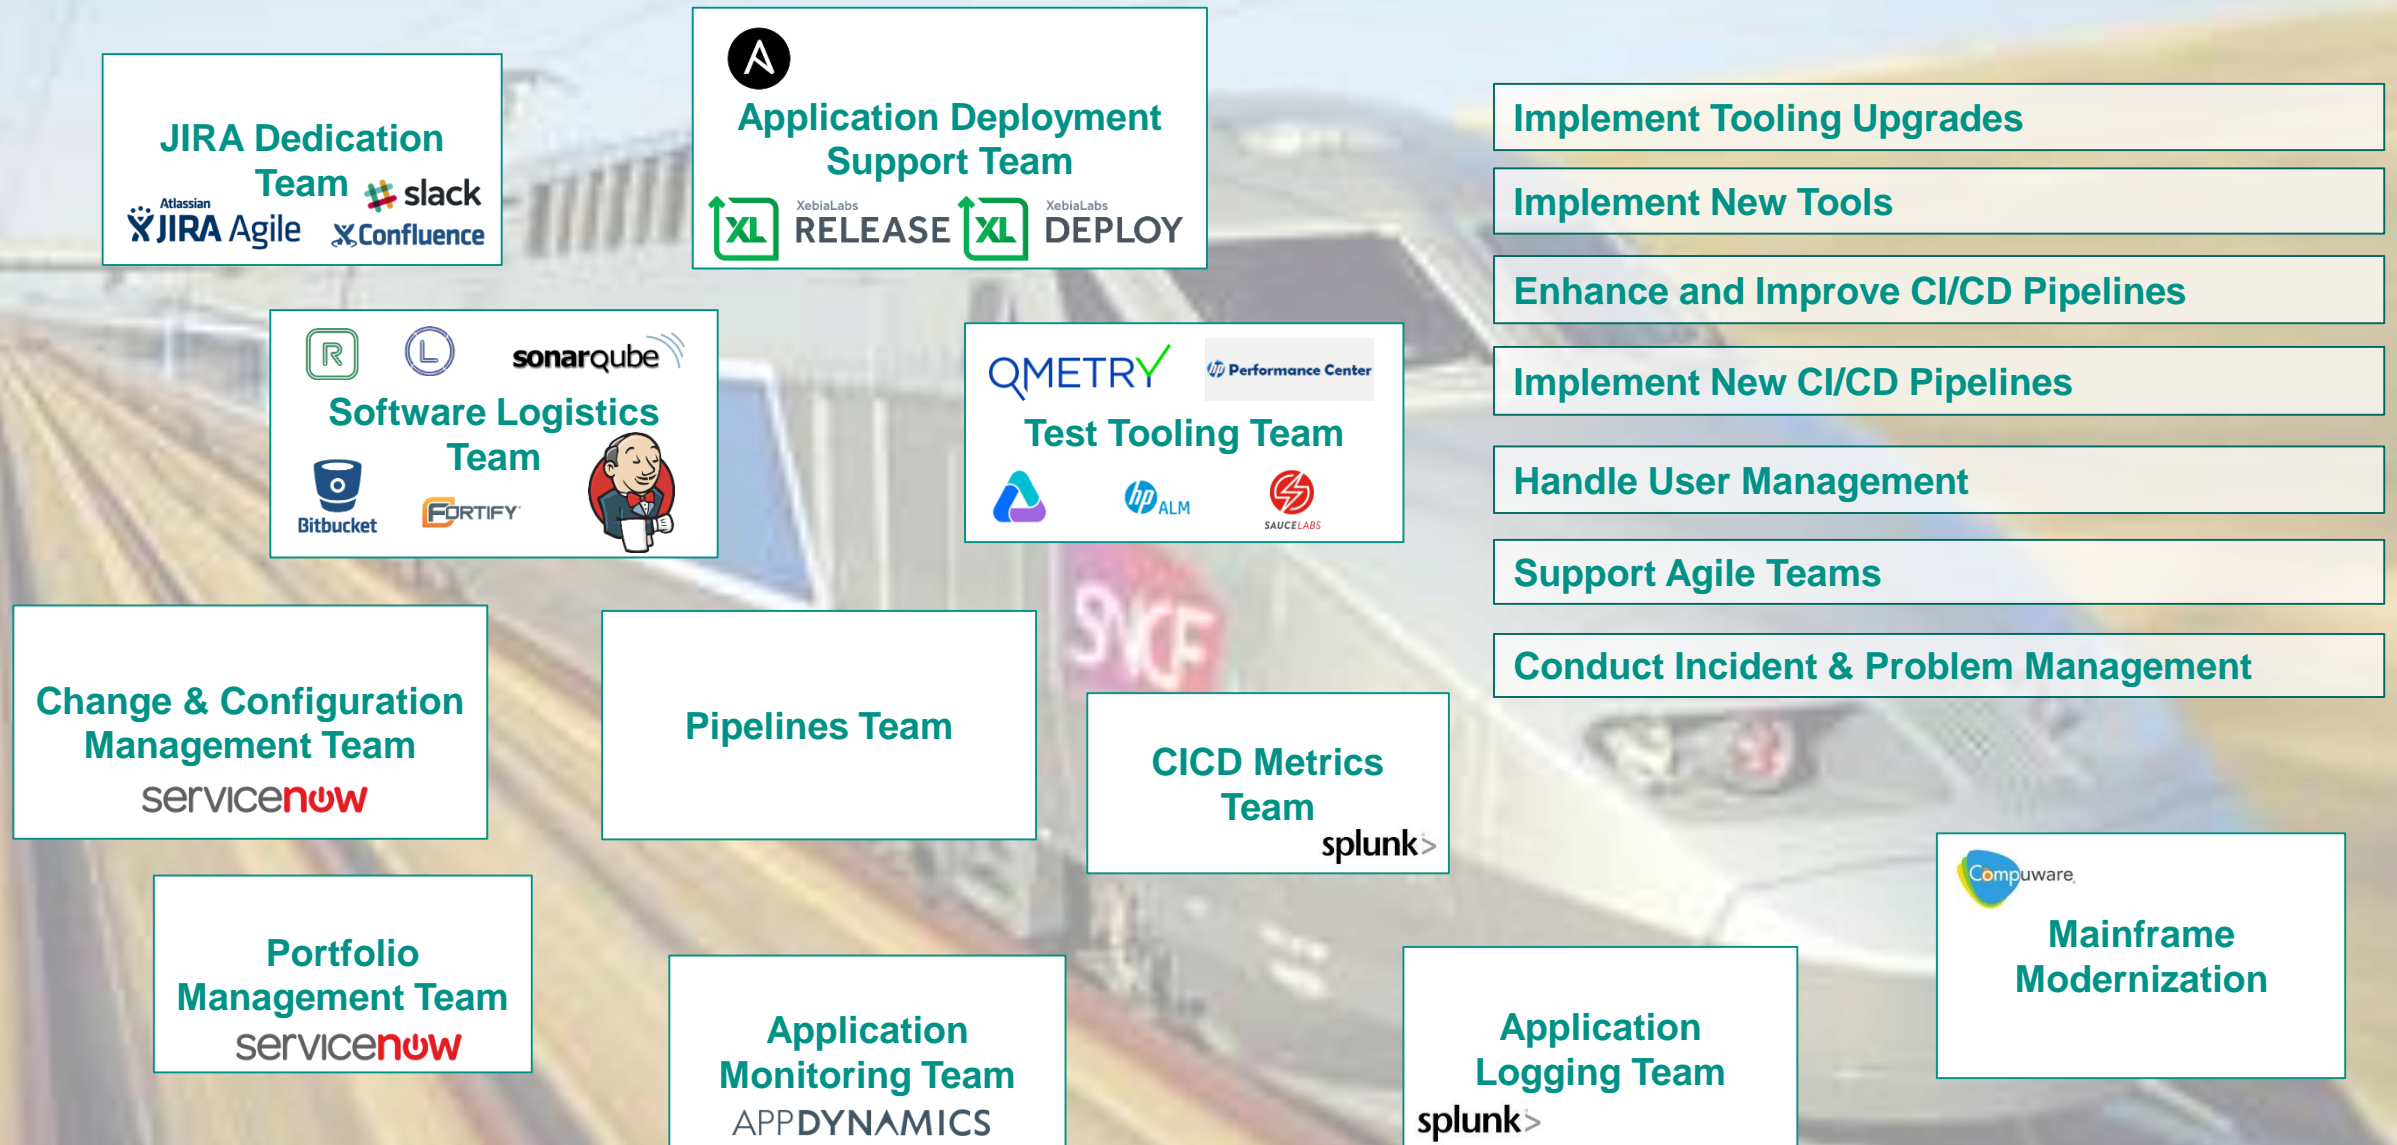 JIRA Dedication
Team
slack
Atlassian
JIRA Agile
Confluence
A
Application Deployment
Support Team
XL
XebiaLabs
RELEASE
XL
XebiaLabs
DEPLOY
R
L
sonarqube
Software Logistics
Team
Bitbucket
FORTIFY
QMETRY
hp Performance Center
Test Tooling Team
hp ALM
SAUCELABS
Implement Tooling Upgrades
Implement New Tools
Enhance and Improve CI/CD Pipelines
Implement New CI/CD Pipelines
Handle User Management
Support Agile Teams
Conduct Incident & Problem Management
SNCF
Change & Configuration
Management Team
servicenow
Pipelines Team
CICD Metrics
Team
splunk>
Portfolio
Management Team
servicenow
Application
Monitoring Team
APPDYNAMICS
Application
Logging Team
splunk>
Compuware
Mainframe
Modernization